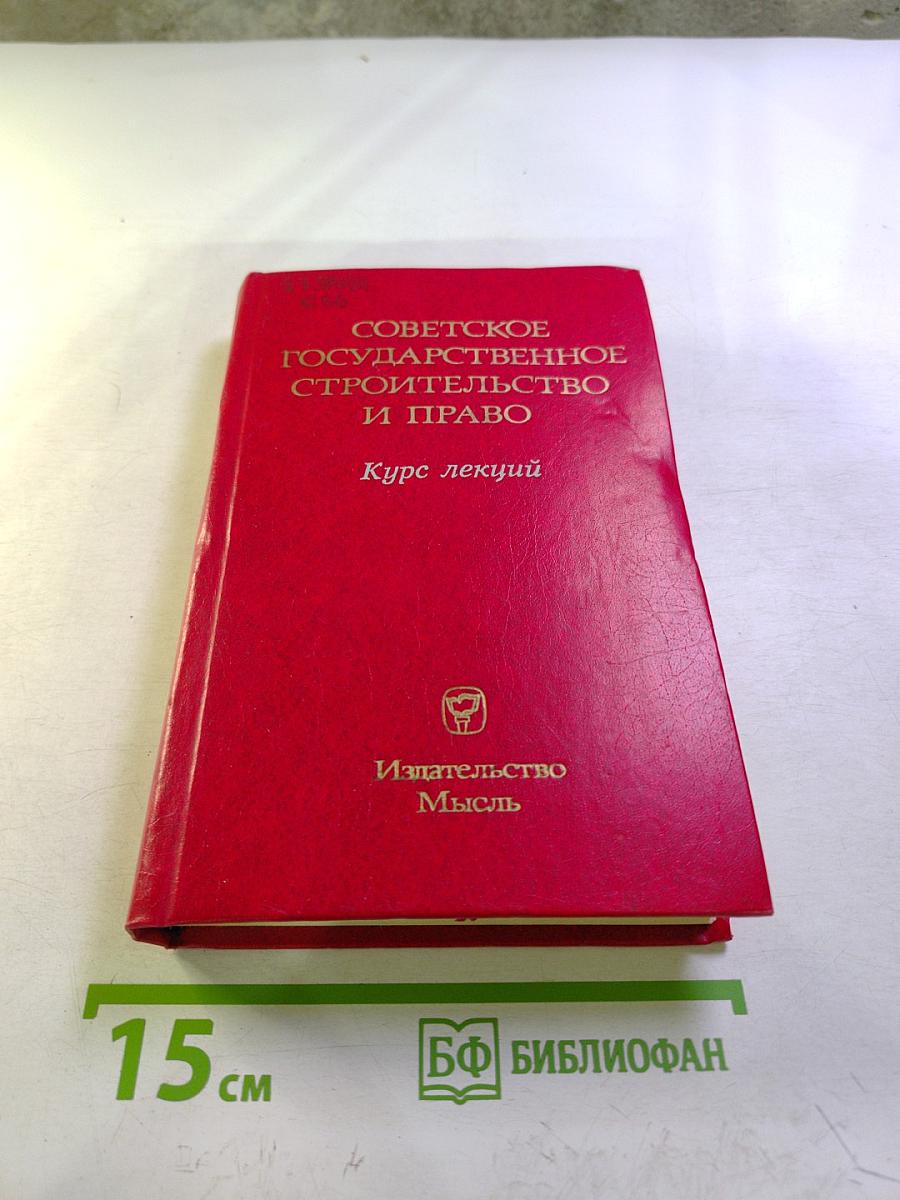 СОВЕТСКОЕ
ГОСУДАРСТВЕННОЕ
СТРОИТЕЛЬСТВО
И ПРАВО
Курс лекций
Издательство
Мысль
15 см
БФ БИБЛИОФАН